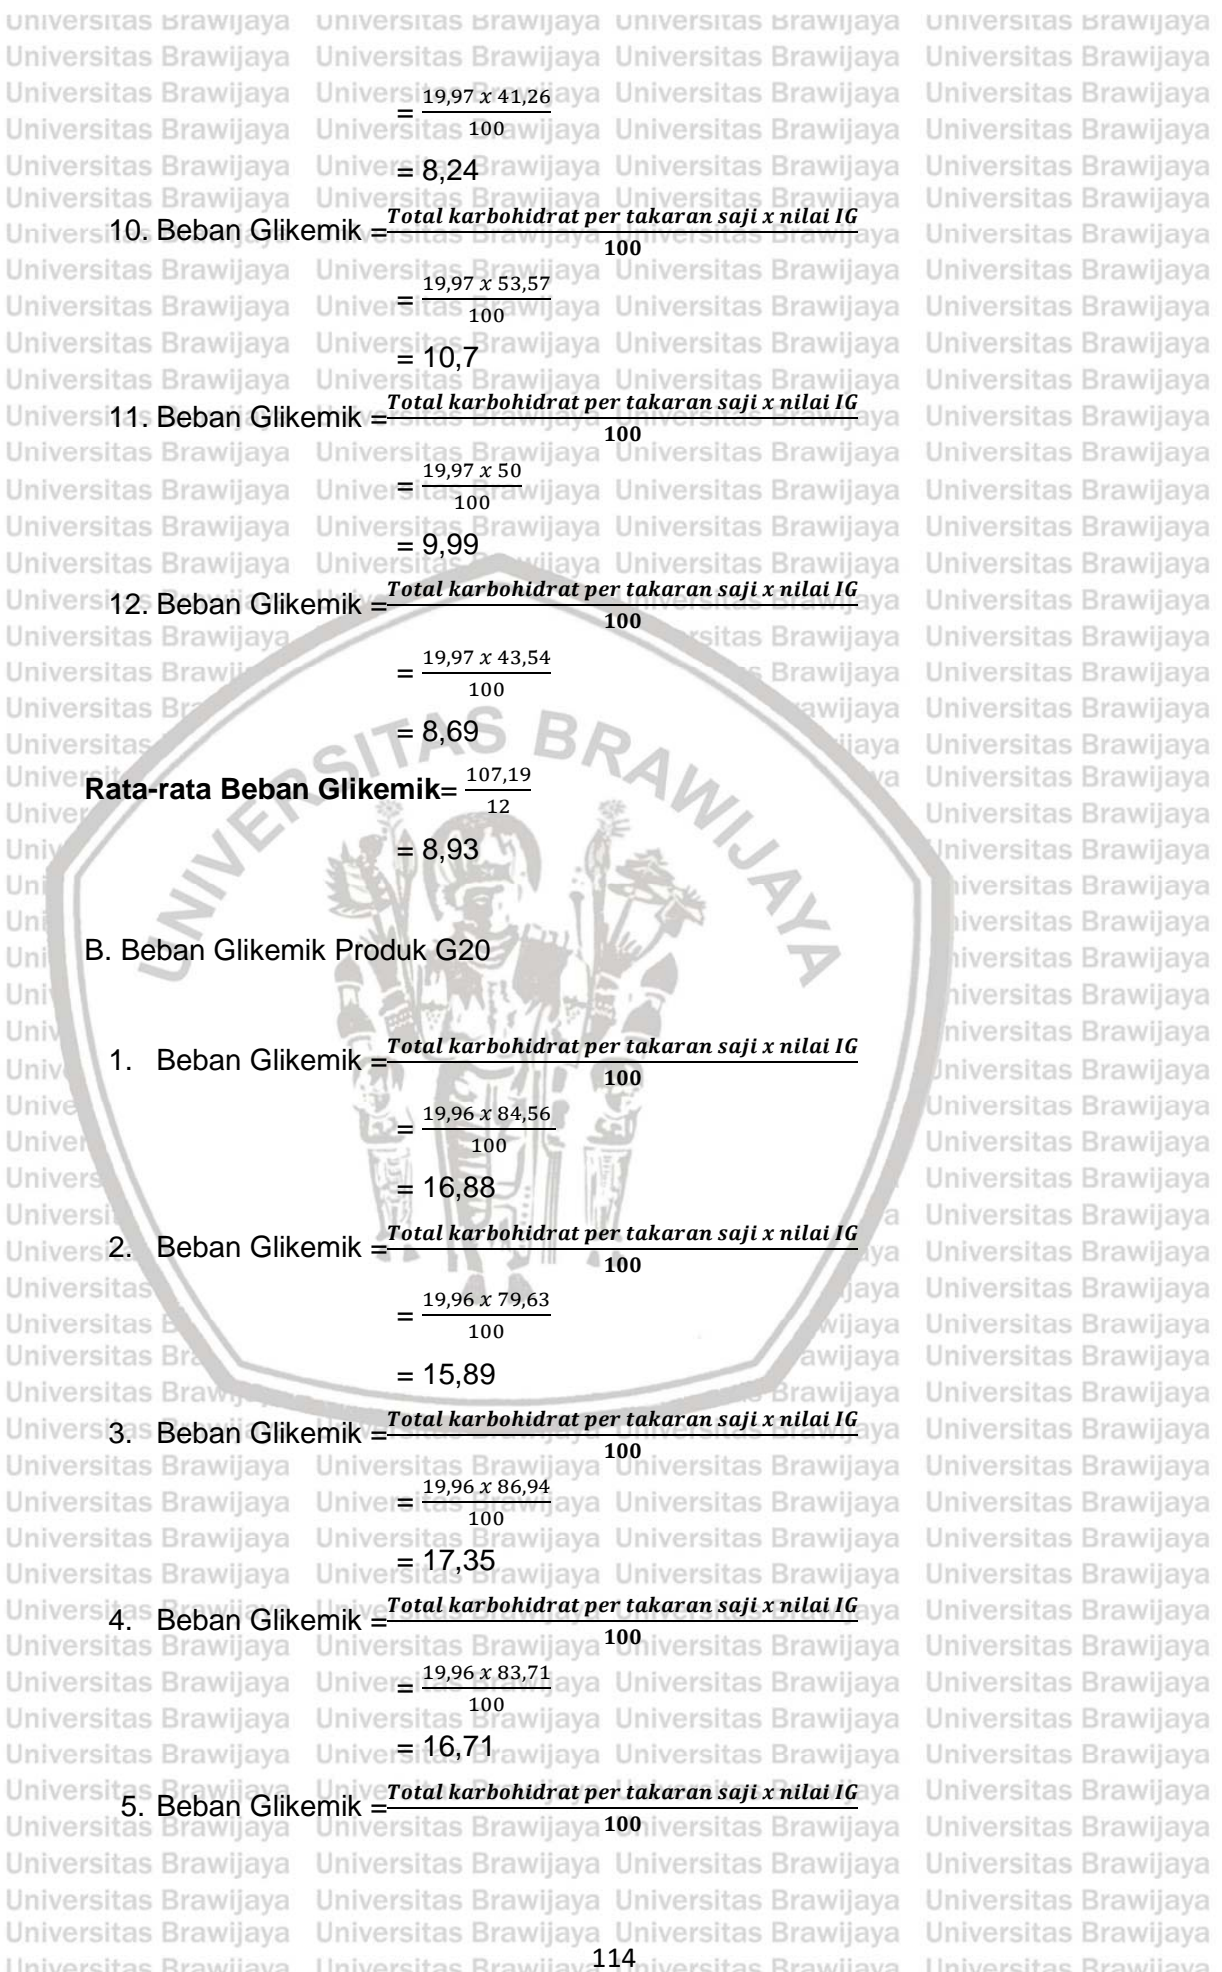 = 19,97 x 41,26 / 100
= 8,24
10. Beban Glikemik = Total karbohidrat per takaran saji x nilai IG / 100
= 19,97 x 53,57 / 100
= 10,7
11. Beban Glikemik = Total karbohidrat per takaran saji x nilai IG / 100
= 19,97 x 50 / 100
= 9,99
12. Beban Glikemik = Total karbohidrat per takaran saji x nilai IG / 100
= 19,97 x 43,54 / 100
= 8,69
Rata-rata Beban Glikemik= 107,19 / 12
= 8,93
UNIVERSITAS BRAWIJAYA
B. Beban Glikemik Produk G20
1. Beban Glikemik = Total karbohidrat per takaran saji x nilai IG / 100
= 19,96 x 84,56 / 100
= 16,88
2. Beban Glikemik = Total karbohidrat per takaran saji x nilai IG / 100
= 19,96 x 79,63 / 100
= 15,89
3. Beban Glikemik = Total karbohidrat per takaran saji x nilai IG / 100
= 19,96 x 86,94 / 100
= 17,35
4. Beban Glikemik = Total karbohidrat per takaran saji x nilai IG / 100
= 19,96 x 83,71 / 100
= 16,71
5. Beban Glikemik = Total karbohidrat per takaran saji x nilai IG / 100
114